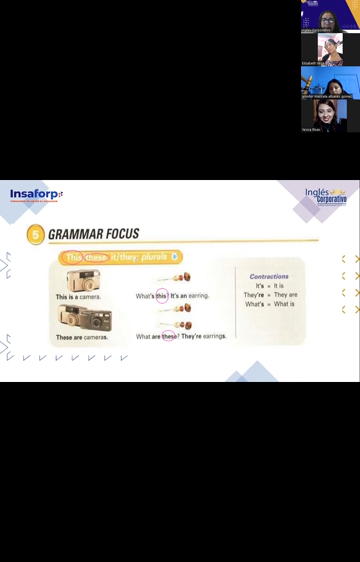 Insaforp
Inglés
Corporativo
5 GRAMMAR FOCUS
This these it/they: plurals
This is a camera.
What's this? It's an earring.
These are cameras.
What are these? They're earrings.
Contractions
It's = It is
They're = They are
What's = What is